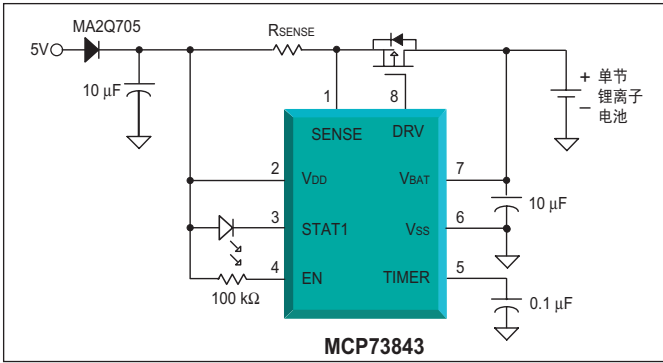 MA2Q705
5V
RSENSE
10 µF
1
8
+ 单节
锂离子
– 电池
SENSE
DRV
2
VDD
VBAT
7
10 µF
3
STAT1
VSS
6
4
EN
TIMER
5
100 kΩ
0.1 µF
MCP73843